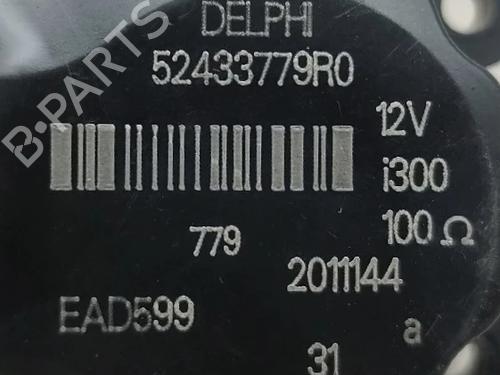 DELPHI
52433779R0
12V
i300
100 Ω
779
2011144
EAD599
a
31
B-PARTS